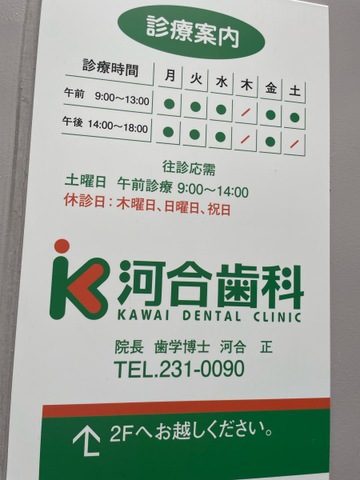 診療案内
診療時間 月 火 水 木 金 土
午前 9:00〜13:00 ● ● ● / ● ●
午後 14:00〜18:00 ● ● ● / ● /
往診応需
土曜日 午前診療 9:00〜14:00
休診日:木曜日、日曜日、祝日
河合歯科
KAWAI DENTAL CLINIC
院長 歯学博士 河合 正
TEL.231-0090
2Fへお越しください。